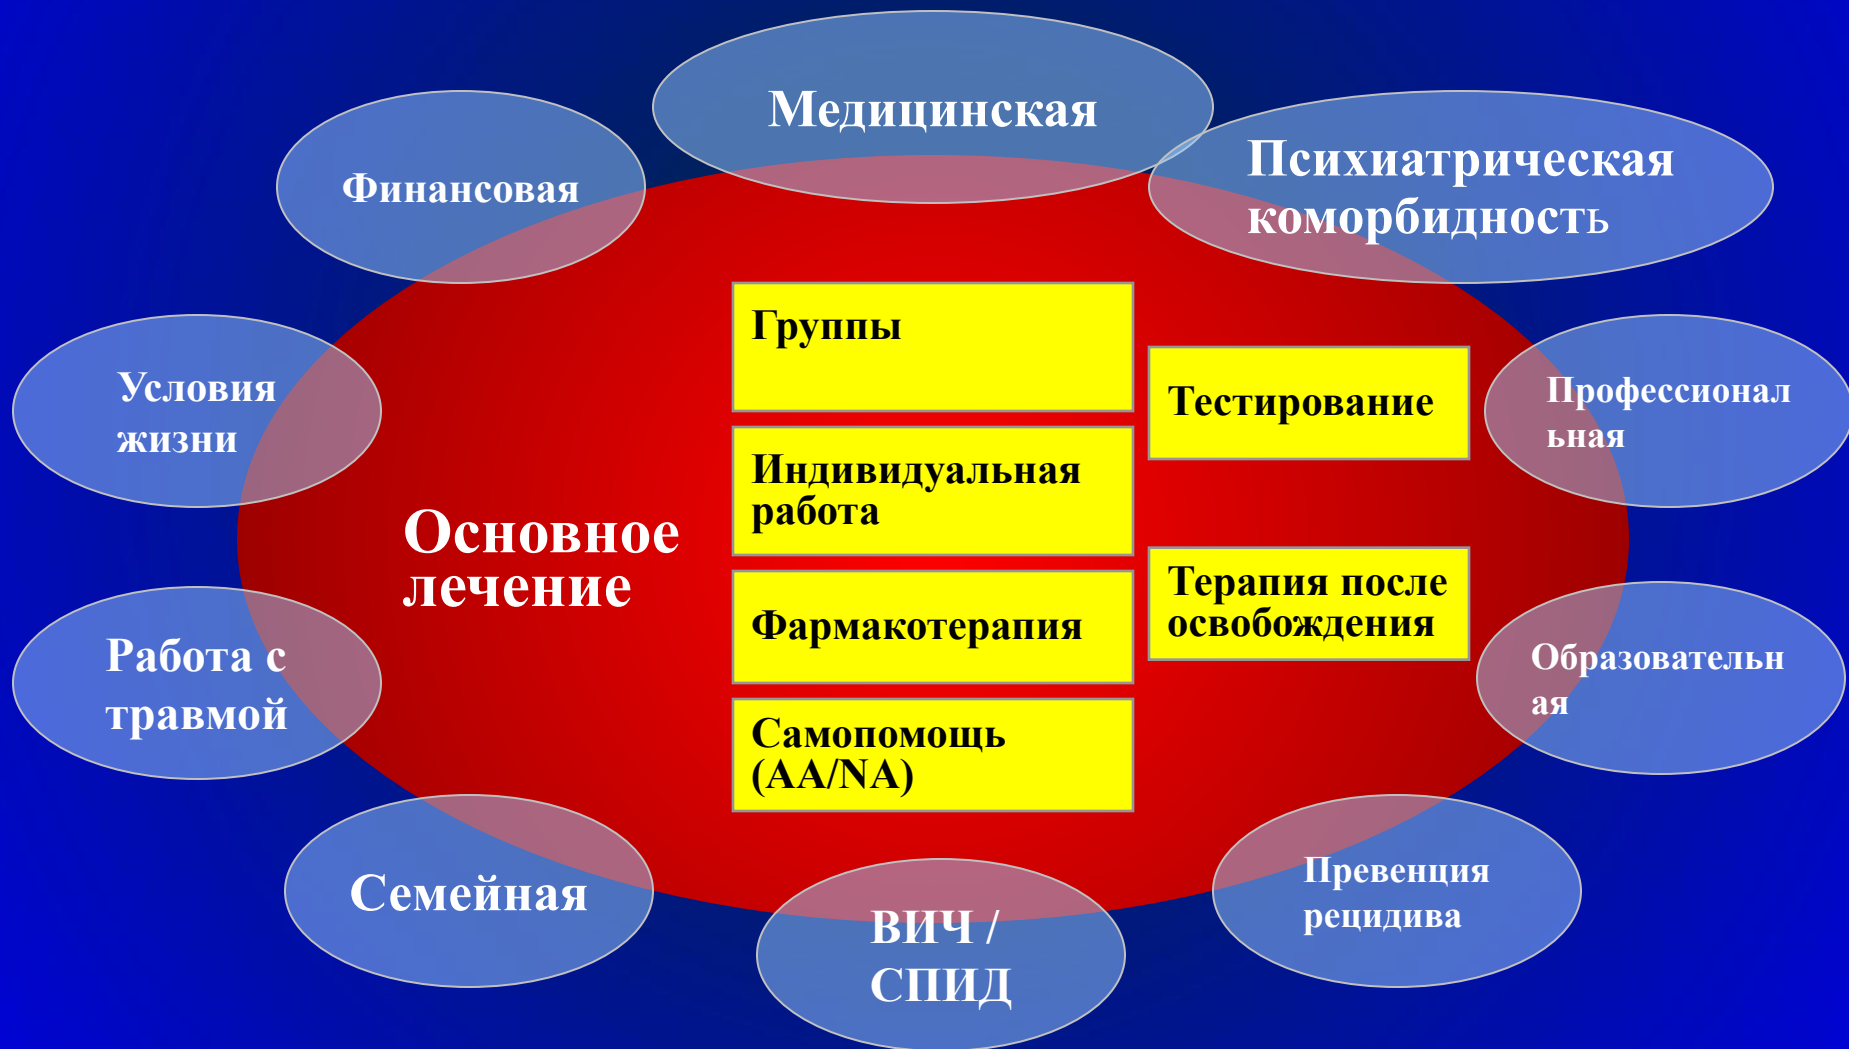 Медицинская
Финансовая
Психиатрическая
коморбидность
Группы
Тестирование
Условия
жизни
Профессионал
ьная
Индивидуальная
работа
Основное
лечение
Фармакотерапия
Терапия после
освобождения
Работа с
травмой
Образовательн
ая
Самопомощь
(AA/NA)
Семейная
Превенция
рецидива
ВИЧ /
СПИД